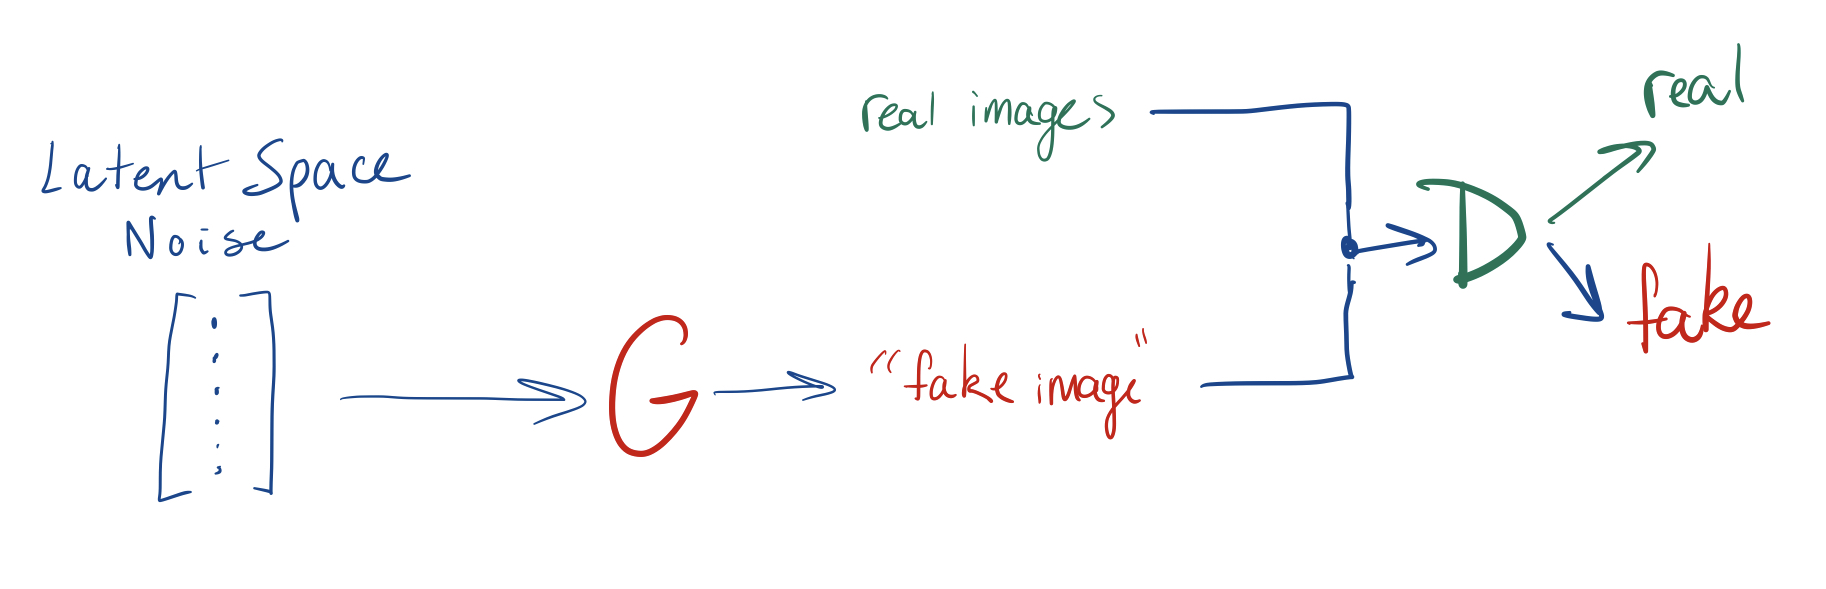 Latent Space
Noise
G
"fake image"
real images
D
real
fake